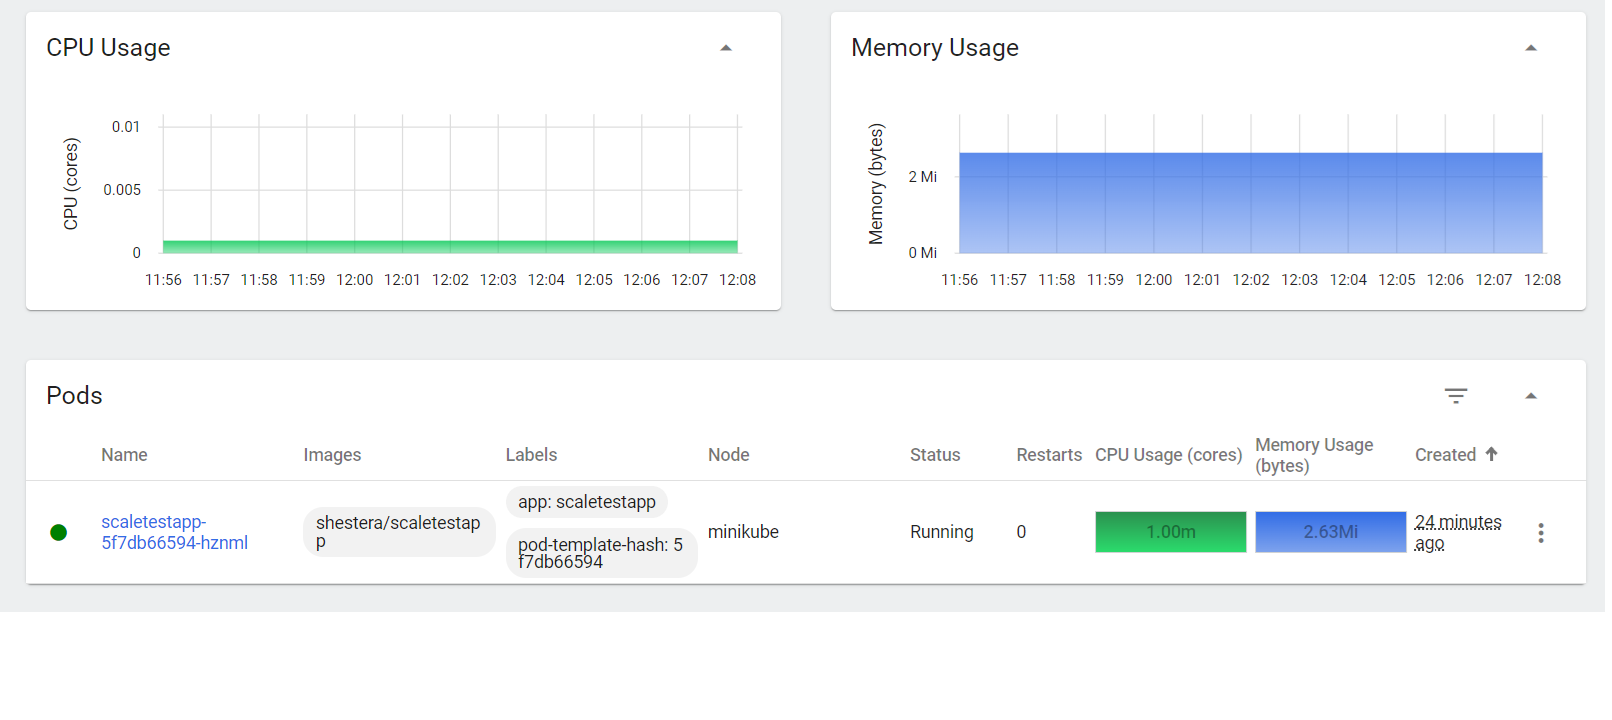 CPU Usage
CPU (cores)
0.01
0.005
0
11:56 11:57 11:58 11:59 12:00 12:01 12:02 12:03 12:04 12:05 12:06 12:07 12:08
Memory Usage
Memory (bytes)
2 Mi
0 Mi
11:56 11:57 11:58 11:59 12:00 12:01 12:02 12:03 12:04 12:05 12:06 12:07 12:08
Pods
Name Images Labels Node Status Restarts CPU Usage (cores) Memory Usage
(bytes) Created
scaletestapp-
5f7db66594-hznml
shestera/scaletestap
p
app: scaletestapp
pod-template-hash: 5
f7db66594
minikube
Running
0
1.00m
2.63Mi
24 minutes
ago